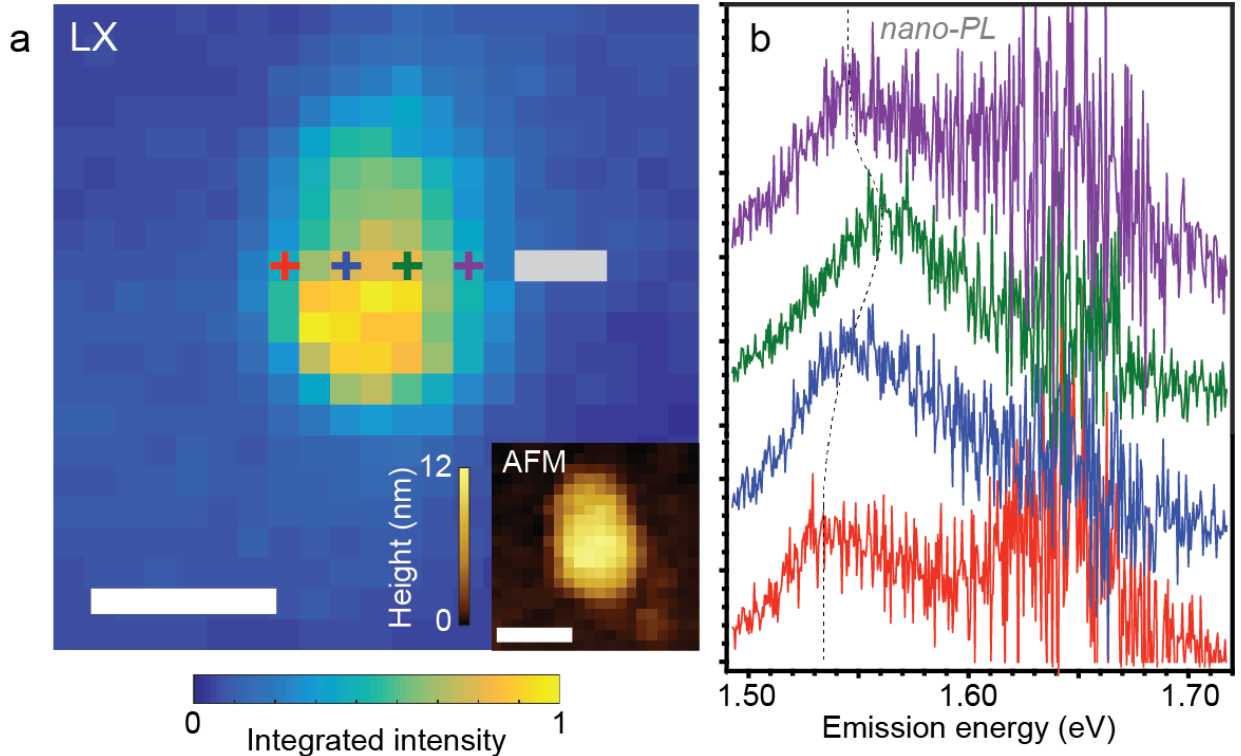 a
LX
AFM
12
Height (nm)
0
0
1
Integrated intensity
b
nano-PL
1.50
1.60
1.70
Emission energy (eV)